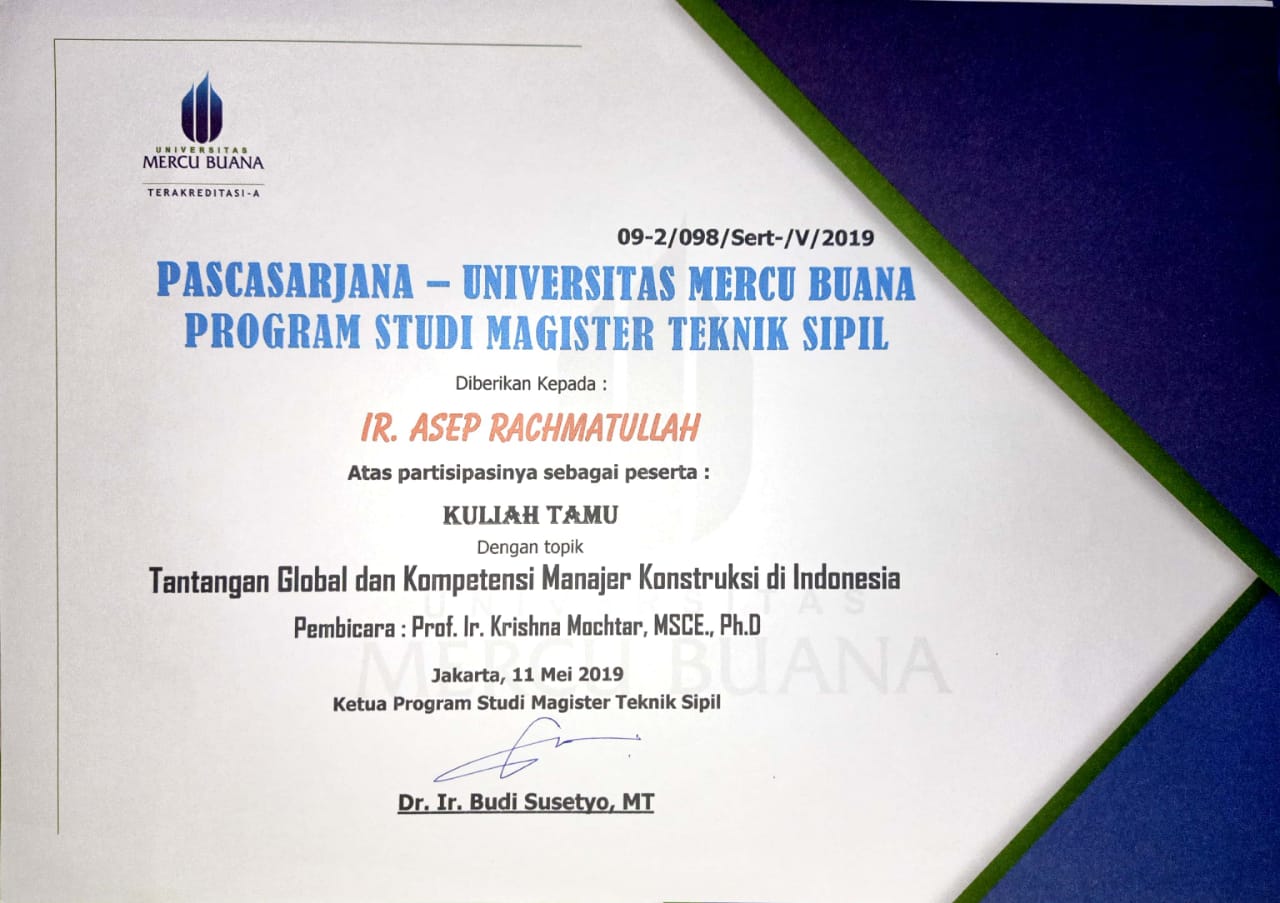 UNIVERSITAS
MERCU BUANA
TERAKREDITASI-A
09-2/098/Sert-/V/2019
PASCASARJANA – UNIVERSITAS MERCU BUANA
PROGRAM STUDI MAGISTER TEKNIK SIPIL
Diberikan Kepada :
IR. ASEP RACHMATULLAH
Atas partisipasinya sebagai peserta :
KULIAH TAMU
Dengan topik
Tantangan Global dan Kompetensi Manajer Konstruksi di Indonesia
UNIVERSITAS
Pembicara : Prof. Ir. Krishna Mochtar, MSCE., Ph.D
MERCU BUANA
Jakarta, 11 Mei 2019
Ketua Program Studi Magister Teknik Sipil
Dr. Ir. Budi Susetyo, MT